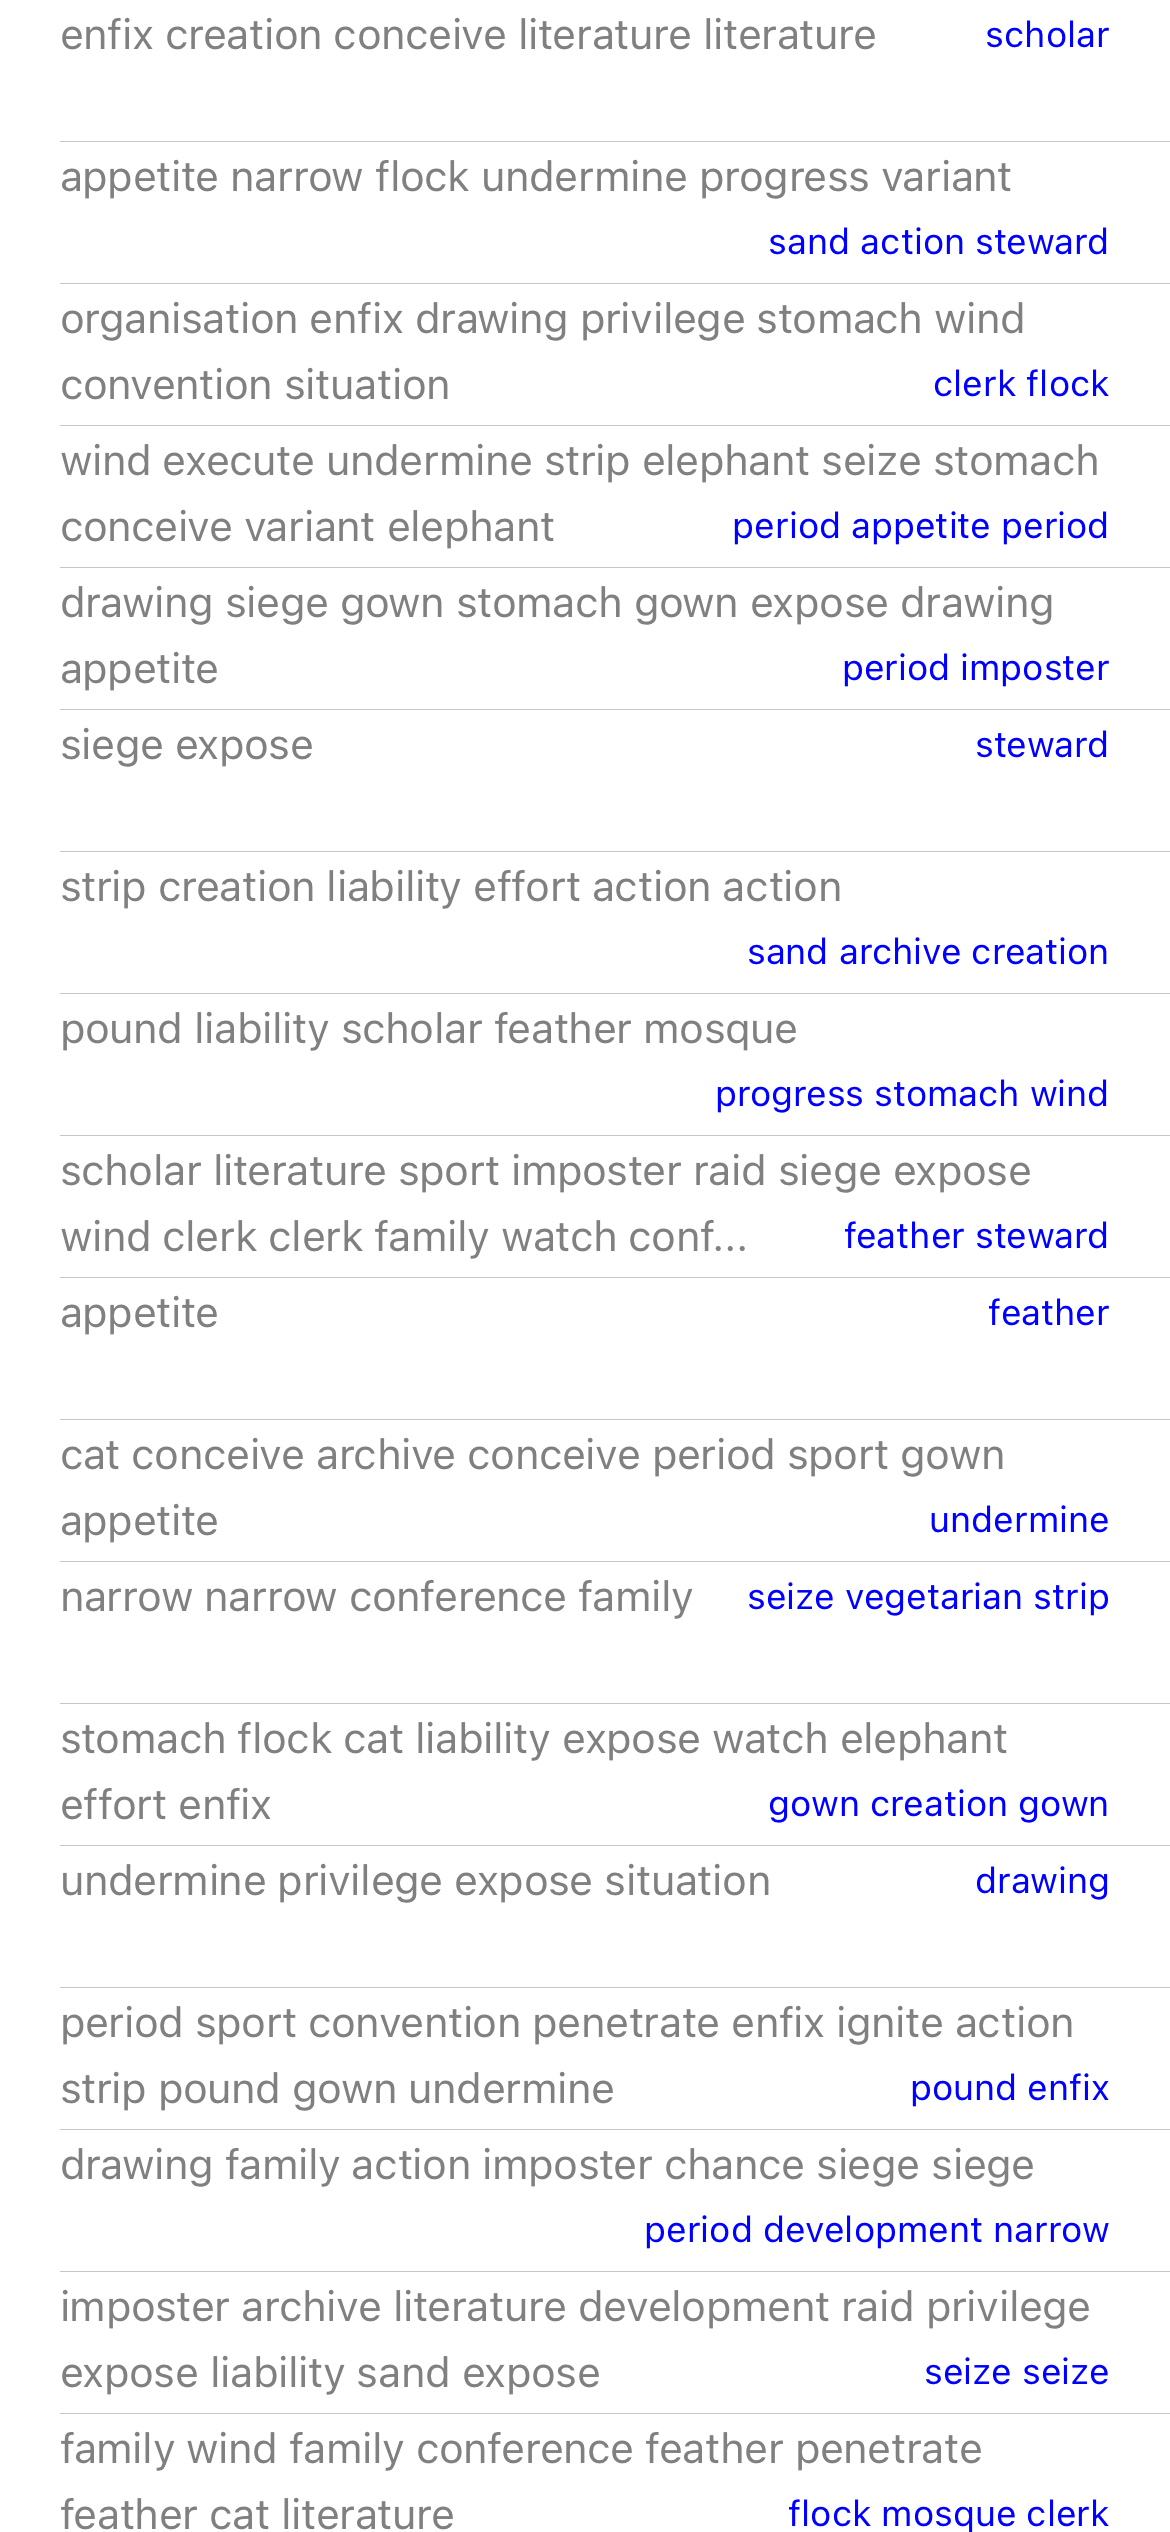 enfix creation conceive literature literature scholar
appetite narrow flock undermine progress variant
sand action steward
organisation enfix drawing privilege stomach wind
convention situation clerk flock
wind execute undermine strip elephant seize stomach
conceive variant elephant period appetite period
drawing siege gown stomach gown expose drawing
appetite period imposter
siege expose steward
strip creation liability effort action action
sand archive creation
pound liability scholar feather mosque
progress stomach wind
scholar literature sport imposter raid siege expose
wind clerk clerk family watch conf... feather steward
appetite feather
cat conceive archive conceive period sport gown
appetite undermine
narrow narrow conference family seize vegetarian strip
stomach flock cat liability expose watch elephant
effort enfix gown creation gown
undermine privilege expose situation drawing
period sport convention penetrate enfix ignite action
strip pound gown undermine pound enfix
drawing family action imposter chance siege siege
period development narrow
imposter archive literature development raid privilege
expose liability sand expose seize seize
family wind family conference feather penetrate
feather cat literature flock mosque clerk